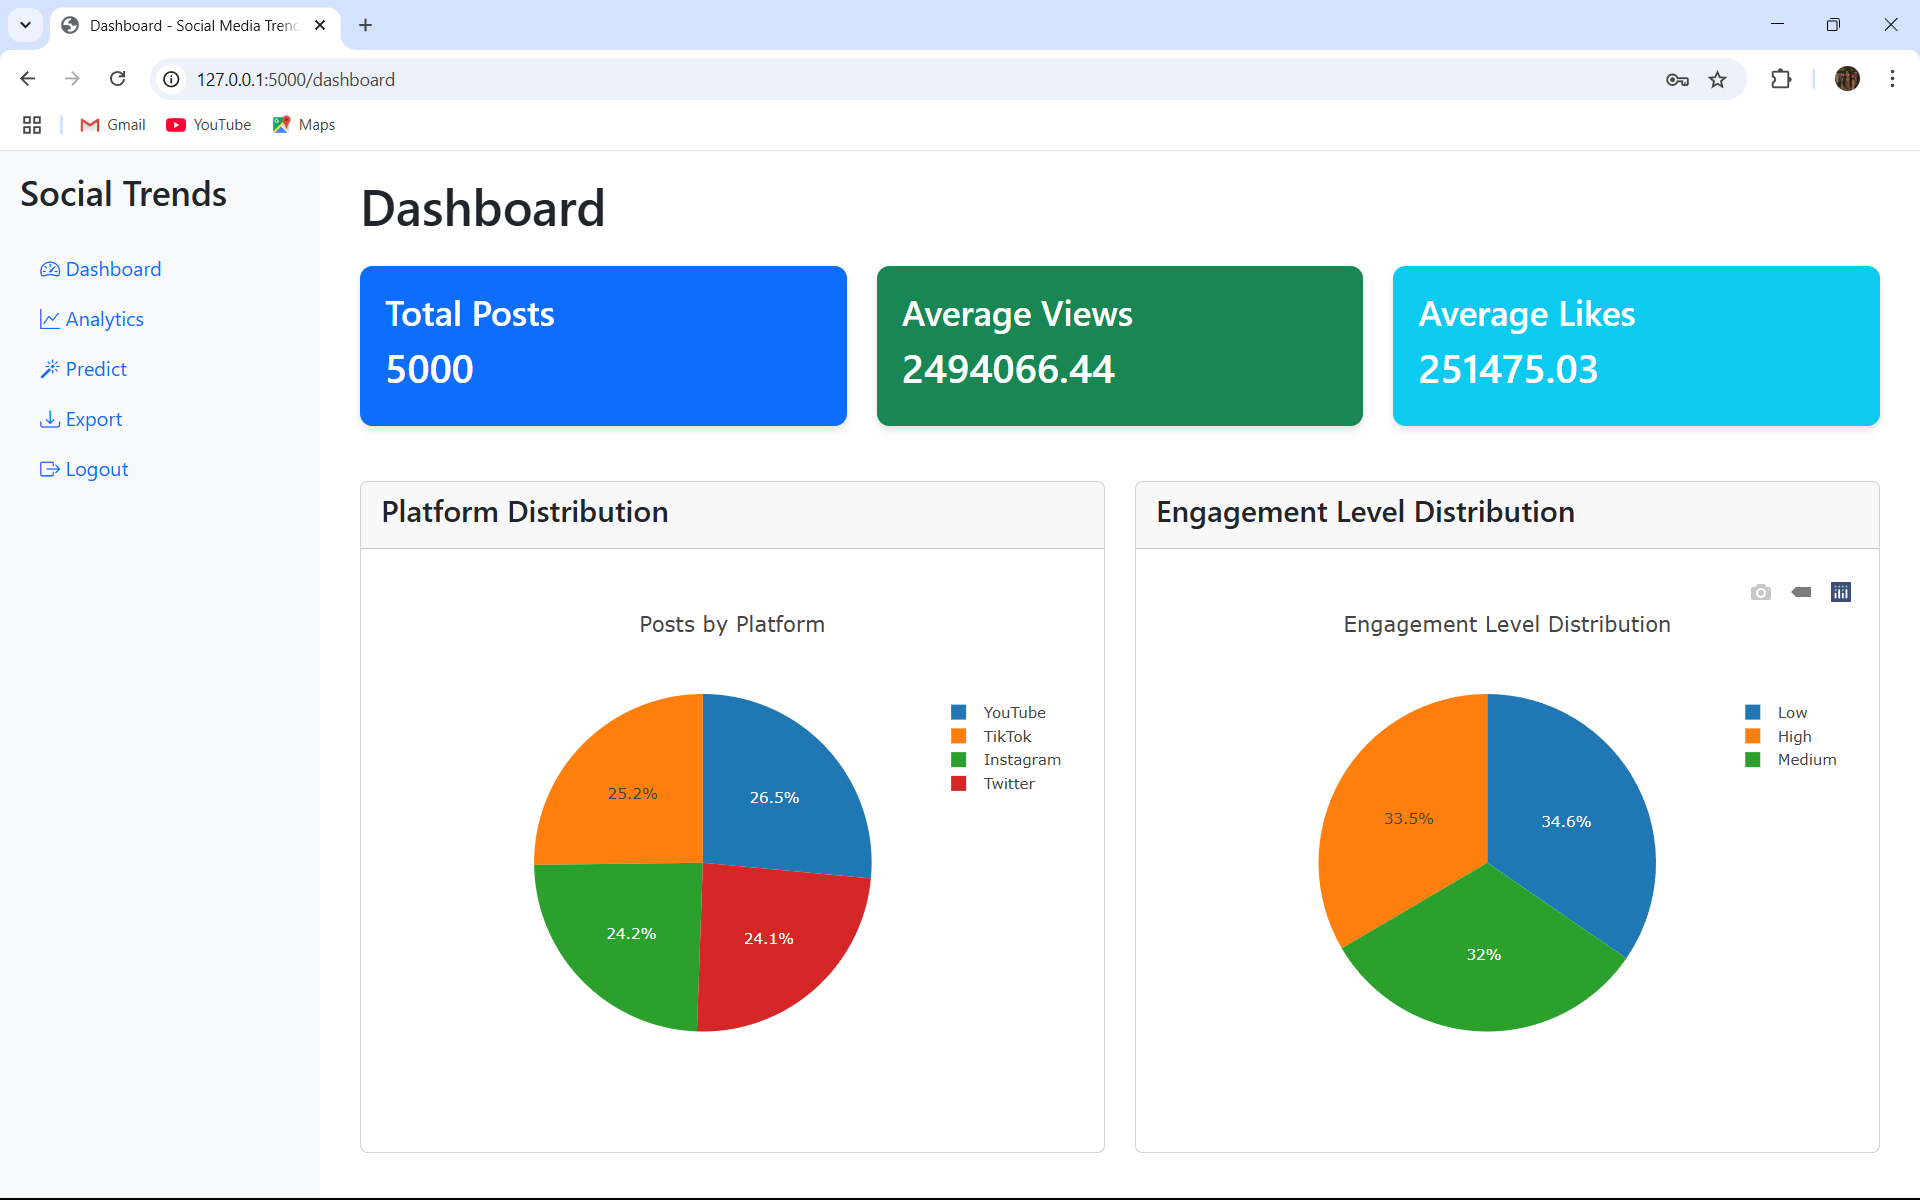 Dashboard - Social Media Tren
127.0.0.1:5000/dashboard
Gmail YouTube Maps
Social Trends
Dashboard
Analytics
Predict
Export
Logout
Dashboard
Total Posts
5000
Average Views
2494066.44
Average Likes
251475.03
Platform Distribution
Posts by Platform
YouTube
TikTok
Instagram
Twitter
25.2%
26.5%
24.2%
24.1%
Engagement Level Distribution
Engagement Level Distribution
Low
High
Medium
33.5%
34.6%
32%